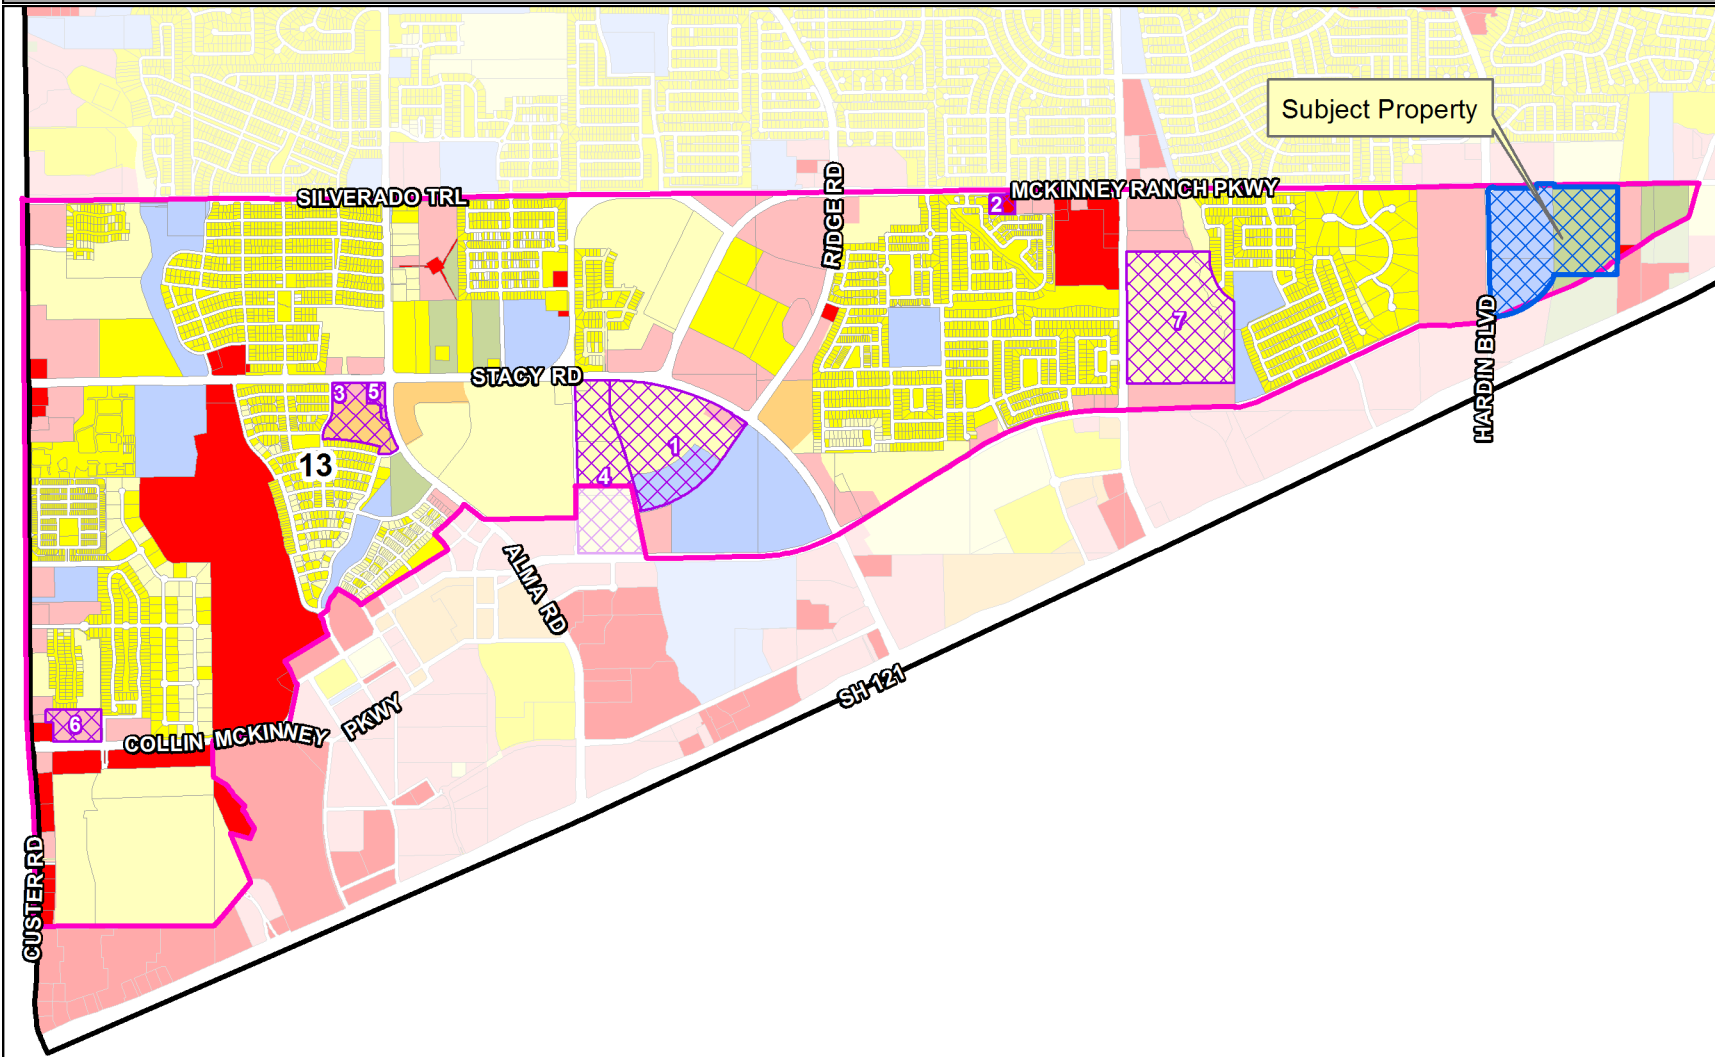 Subject Property
SILVERADO TRL
RIDGE RD
MCKINNEY RANCH PKWY
2
7
HARDIN BLVD
STACY RD
3
5
1
4
13
ALMA RD
SH 121
6
COLLIN MCKINNEY PKWY
CUSTER RD